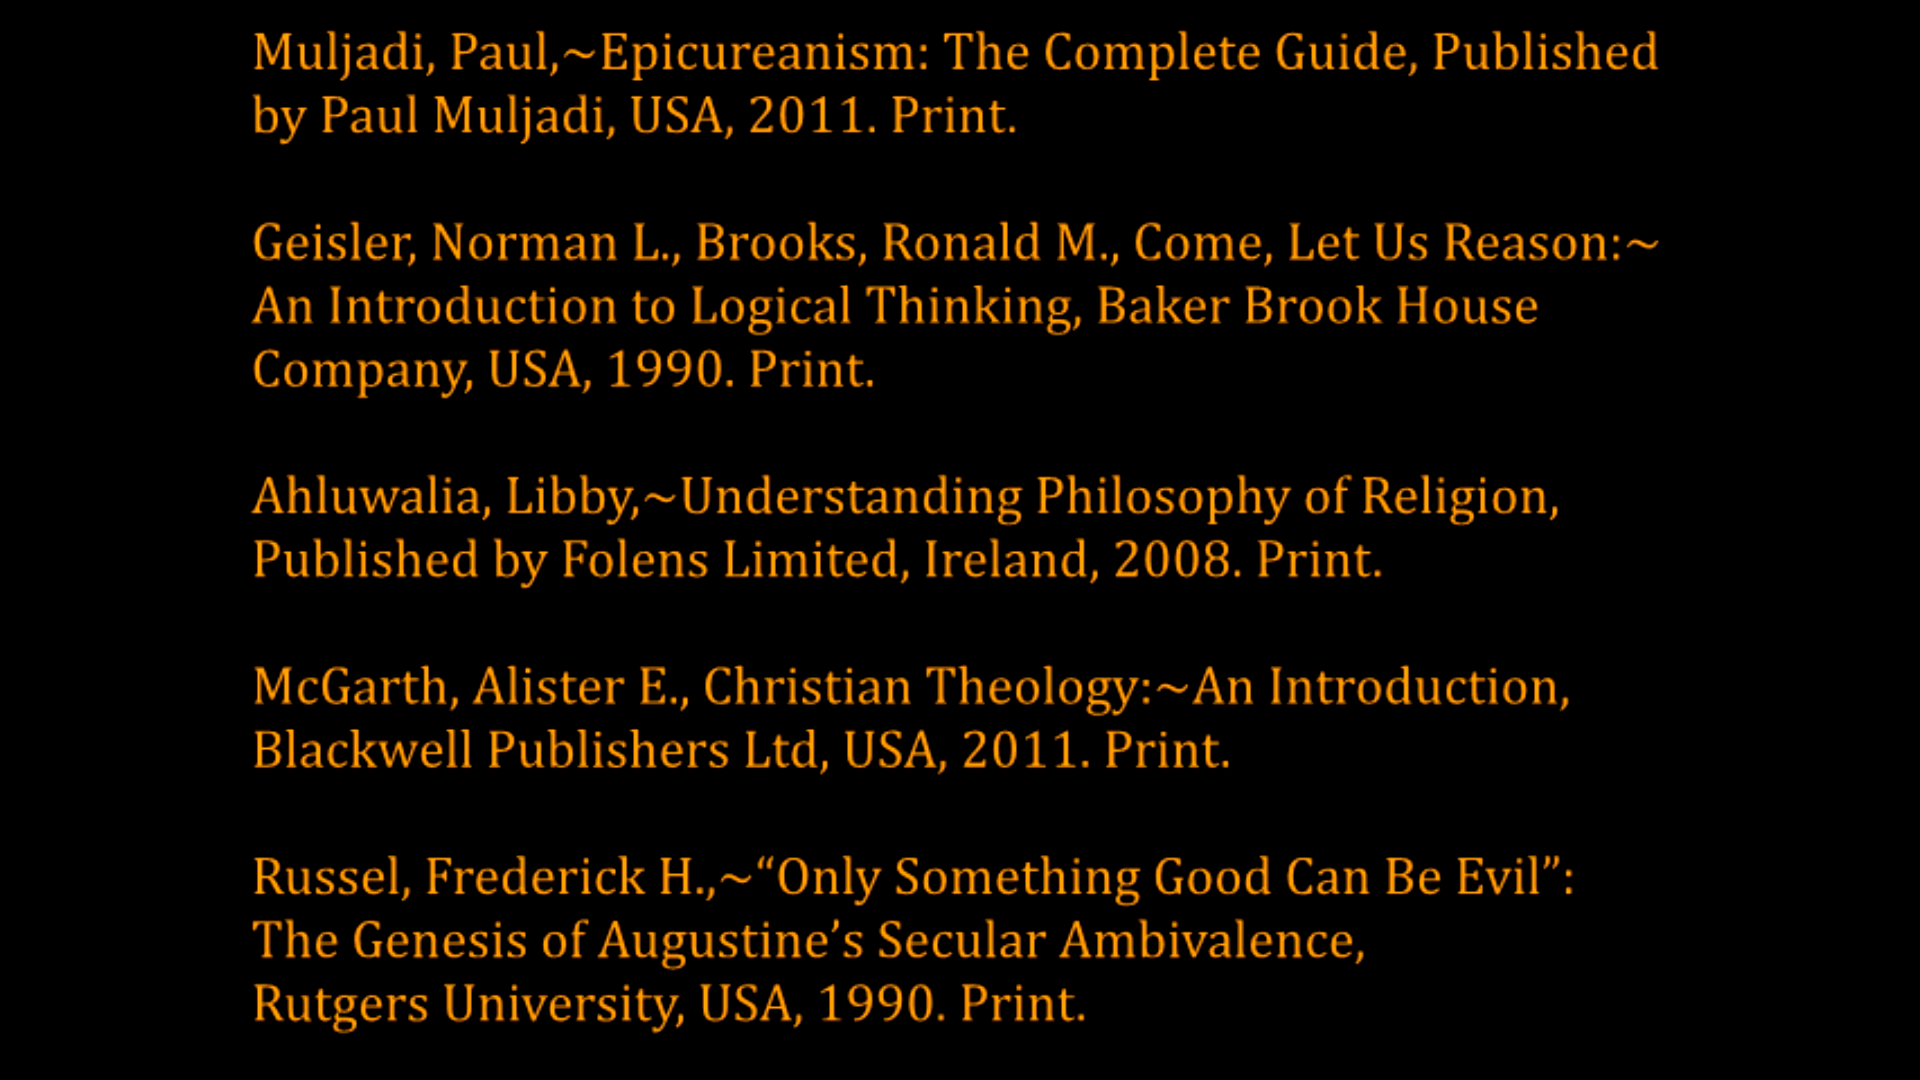 Muljadi, Paul,~Epicureanism: The Complete Guide, Published
by Paul Muljadi, USA, 2011. Print.
Geisler, Norman L., Brooks, Ronald M., Come, Let Us Reason:~
An Introduction to Logical Thinking, Baker Brook House
Company, USA, 1990. Print.
Ahluwalia, Libby,~Understanding Philosophy of Religion,
Published by Folens Limited, Ireland, 2008. Print.
McGarth, Alister E., Christian Theology:~An Introduction,
Blackwell Publishers Ltd, USA, 2011. Print.
Russel, Frederick H.,~“Only Something Good Can Be Evil”:
The Genesis of Augustine’s Secular Ambivalence,
Rutgers University, USA, 1990. Print.